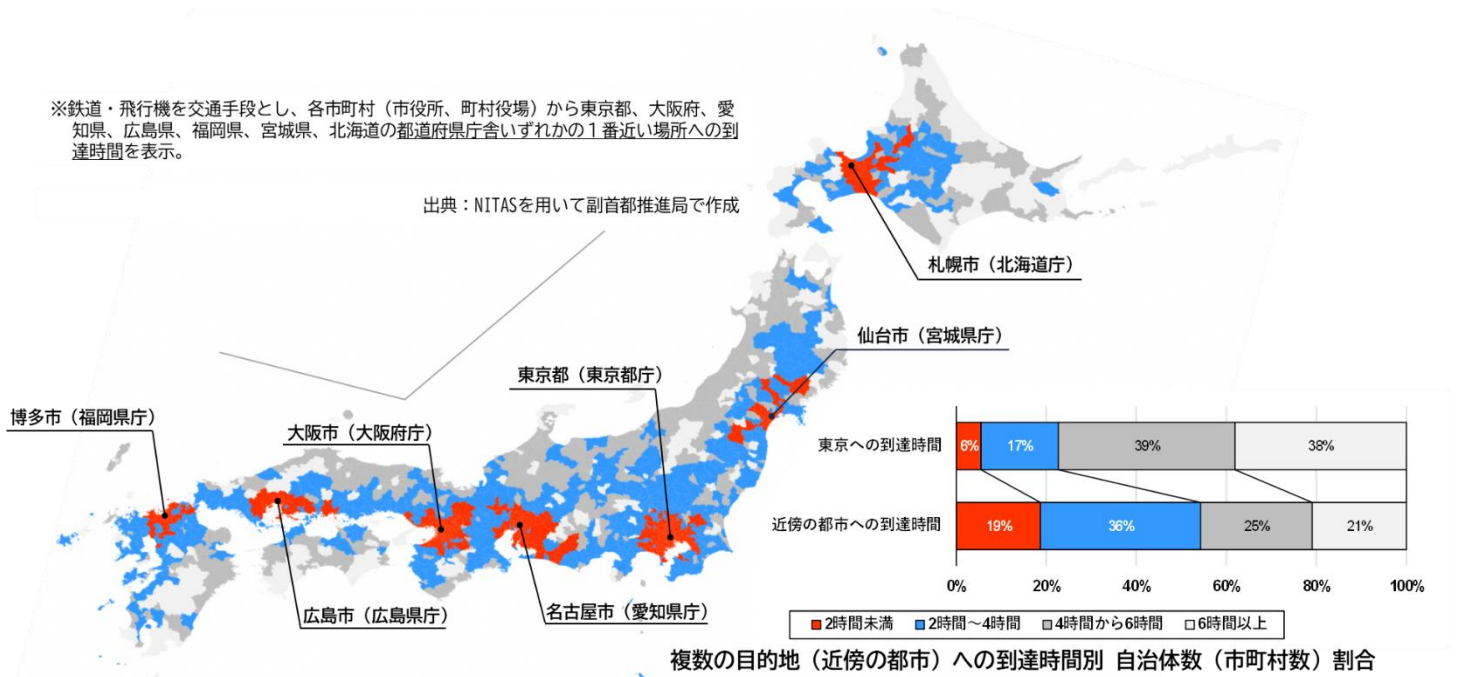 ※鉄道・飛行機を交通手段とし、各市町村（市役所、町村役場）から東京都、大阪府、愛
知県、広島県、福岡県、宮城県、北海道の都道府県庁舎いずれかの１番近い場所への到
達時間を表示。
出典：NITASを用いて副首都推進局で作成
札幌市（北海道庁）
仙台市（宮城県庁）
東京都（東京都庁）
博多市（福岡県庁）
大阪市（大阪府庁）
広島市（広島県庁）
名古屋市（愛知県庁）
東京への到達時間
6%
17%
39%
38%
近傍の都市への到達時間
19%
36%
25%
21%
0%
20%
40%
60%
80%
100%
2時間未満
2時間～4時間
4時間から6時間
6時間以上
複数の目的地（近傍の都市）への到達時間別 自治体数（市町村数）割合